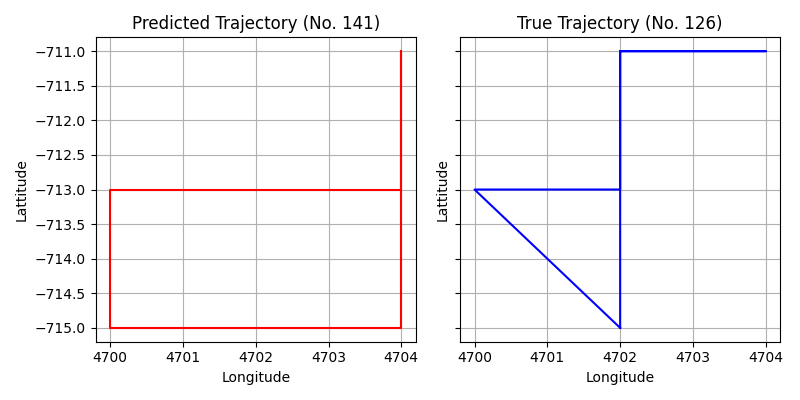 Predicted Trajectory (No. 141)
True Trajectory (No. 126)
Lattitude
−711.0
−711.5
−712.0
−712.5
−713.0
−713.5
−714.0
−714.5
−715.0
4700 4701 4702 4703 4704
Longitude
Lattitude
4700 4701 4702 4703 4704
Longitude